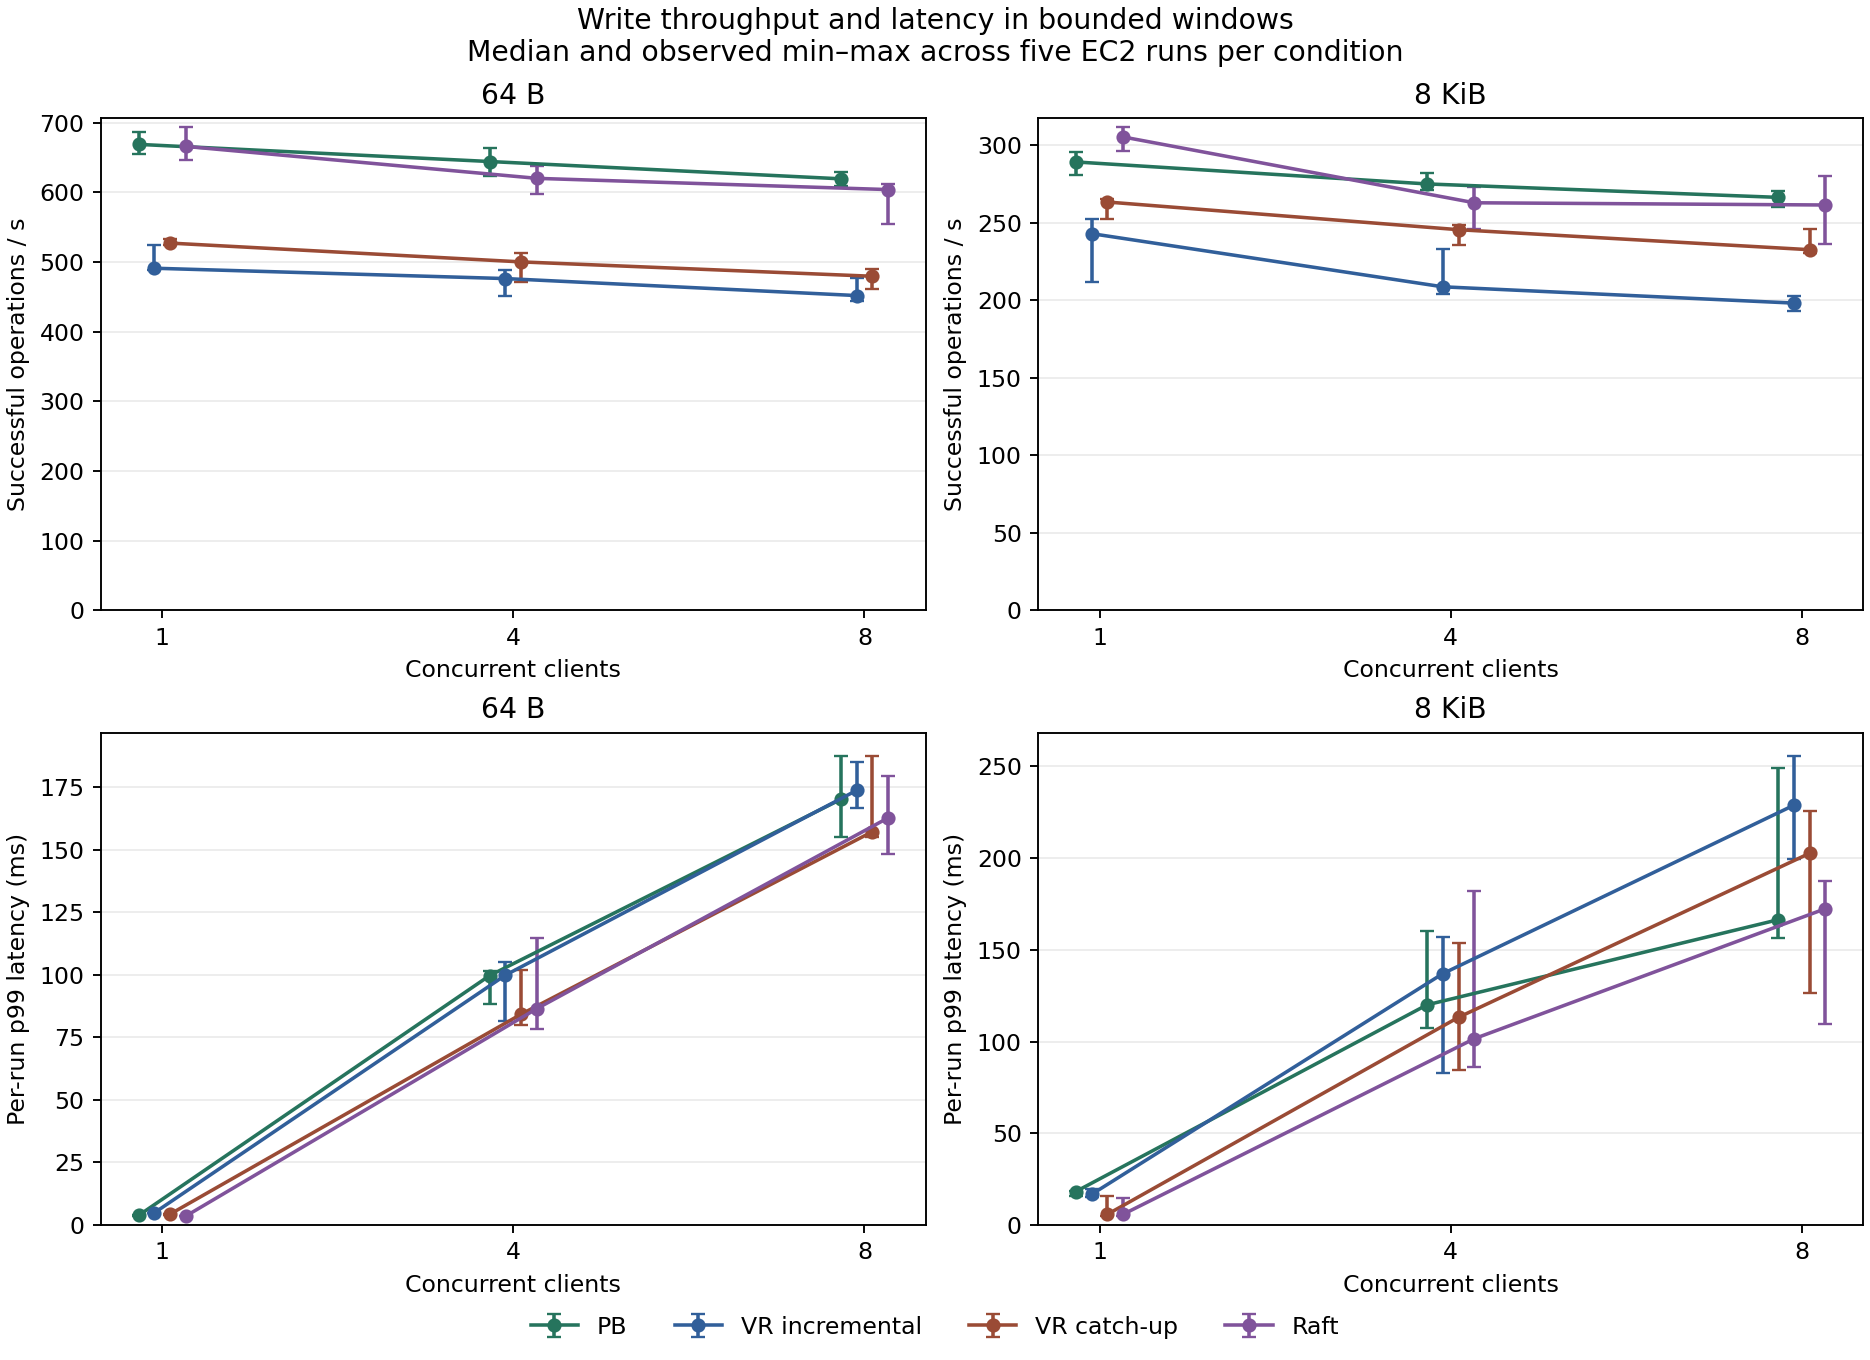 Write throughput and latency in bounded windows
Median and observed min–max across five EC2 runs per condition
64 B
Successful operations / s
700
600
500
400
300
200
100
0
1 4 8
Concurrent clients
8 KiB
Successful operations / s
300
250
200
150
100
50
0
1 4 8
Concurrent clients
64 B
Per-run p99 latency (ms)
175
150
125
100
75
50
25
0
1 4 8
Concurrent clients
8 KiB
Per-run p99 latency (ms)
250
200
150
100
50
0
1 4 8
Concurrent clients
PB VR incremental VR catch-up Raft